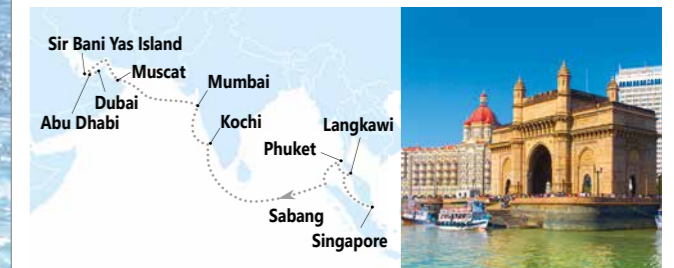 Sir Bani Yas Island
Muscat
Dubai
Abu Dhabi
Mumbai
Kochi
Langkawi
Phuket
Sabang
Singapore